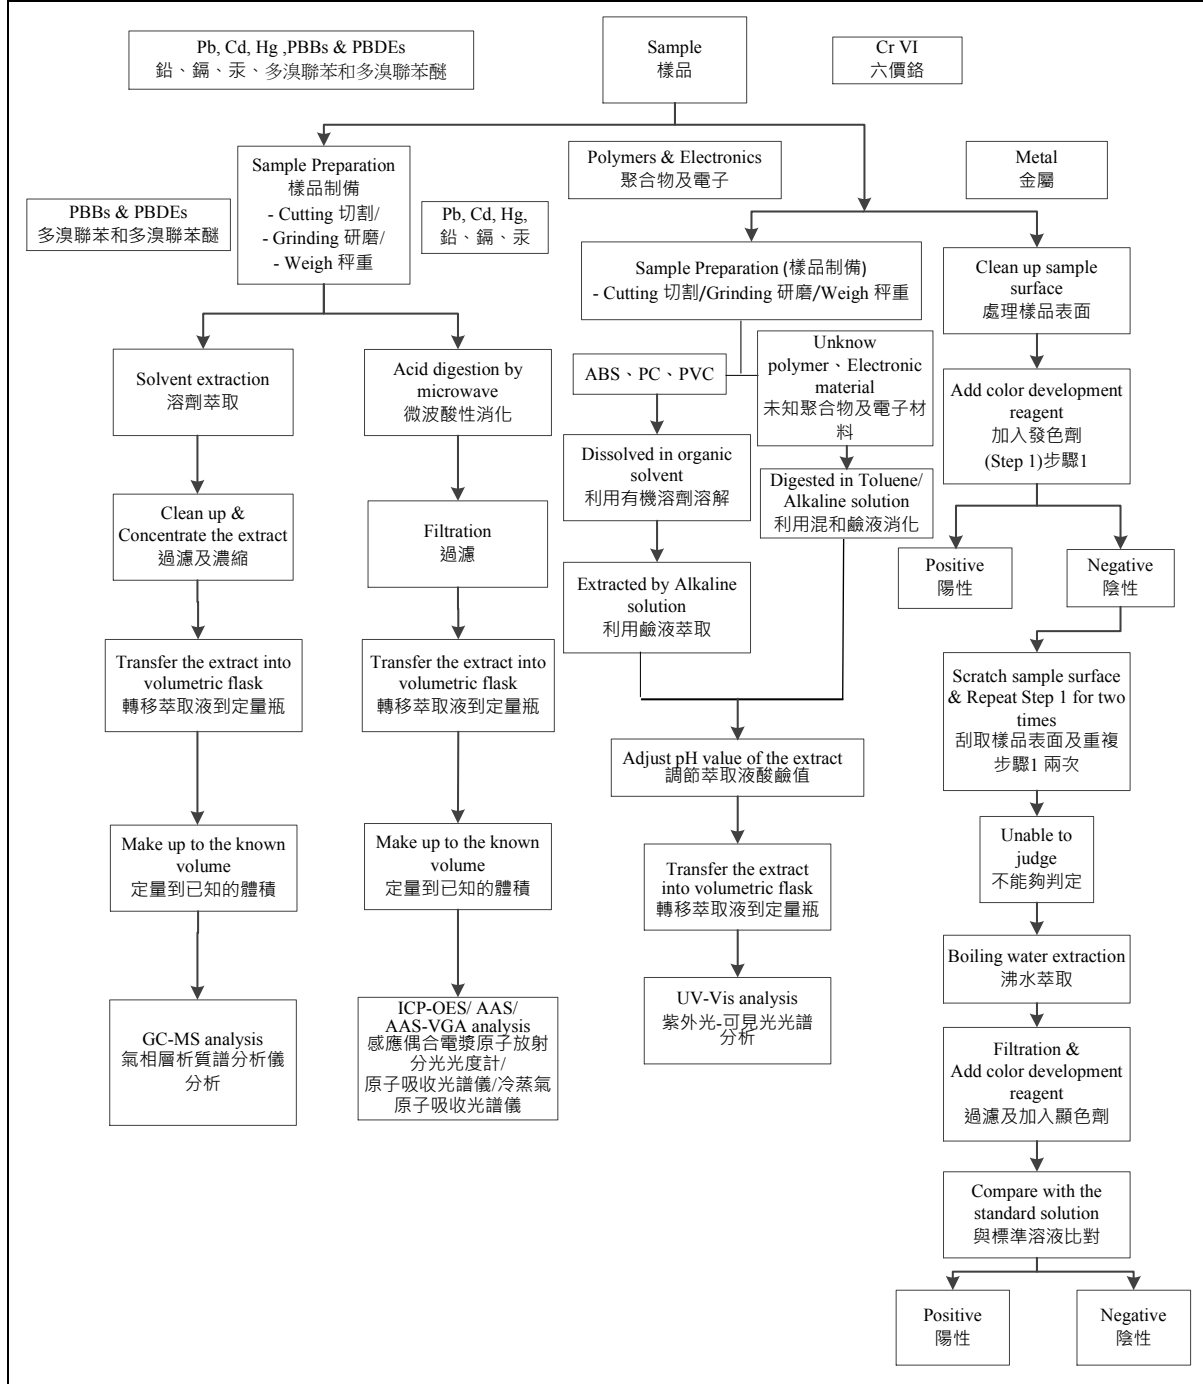 Pb, Cd, Hg ,PBBs & PBDEs
鉛、鎘、汞、多溴聯苯和多溴聯苯醚
Sample
樣品
Cr VI
六價鉻
Sample Preparation
樣品制備
- Cutting 切割/
- Grinding 研磨/
- Weigh 秤重
PBBs & PBDEs
多溴聯苯和多溴聯苯醚
Pb, Cd, Hg,
鉛、鎘、汞
Polymers & Electronics
聚合物及電子
Metal
金屬
Solvent extraction
溶劑萃取
Clean up &
Concentrate the extract
過濾及濃縮
Transfer the extract into
volumetric flask
轉移萃取液到定量瓶
Make up to the known
volume
定量到已知的體積
GC-MS analysis
氣相層析質譜分析儀
分析
Acid digestion by
microwave
微波酸性消化
Filtration
過濾
Transfer the extract into
volumetric flask
轉移萃取液到定量瓶
Make up to the known
volume
定量到已知的體積
ICP-OES/ AAS/
AAS-VGA analysis
感應偶合電漿原子放射
分光光度計/
原子吸收光譜儀/冷蒸氣
原子吸收光譜儀
Sample Preparation (樣品制備)
- Cutting 切割/Grinding 研磨/Weigh 秤重
ABS、PC、PVC
Unknow
polymer、Electronic
material
未知聚合物及電子材
料
Dissolved in organic
solvent
利用有機溶劑溶解
Digested in Toluene/
Alkaline solution
利用混和鹼液消化
Extracted by Alkaline
solution
利用鹼液萃取
Adjust pH value of the extract
調節萃取液酸鹼值
Transfer the extract
into volumetric flask
轉移萃取液到定量瓶
UV-Vis analysis
紫外光-可見光光譜
分析
Clean up sample
surface
處理樣品表面
Add color development
reagent
加入發色劑
(Step 1)步驟1
Positive
陽性
Negative
陰性
Scratch sample surface
& Repeat Step 1 for two
times
刮取樣品表面及重複
步驟1 兩次
Unable to
judge
不能夠判定
Boiling water extraction
沸水萃取
Filtration &
Add color development
reagent
過濾及加入顯色劑
Compare with the
standard solution
與標準溶液比對
Positive
陽性
Negative
陰性